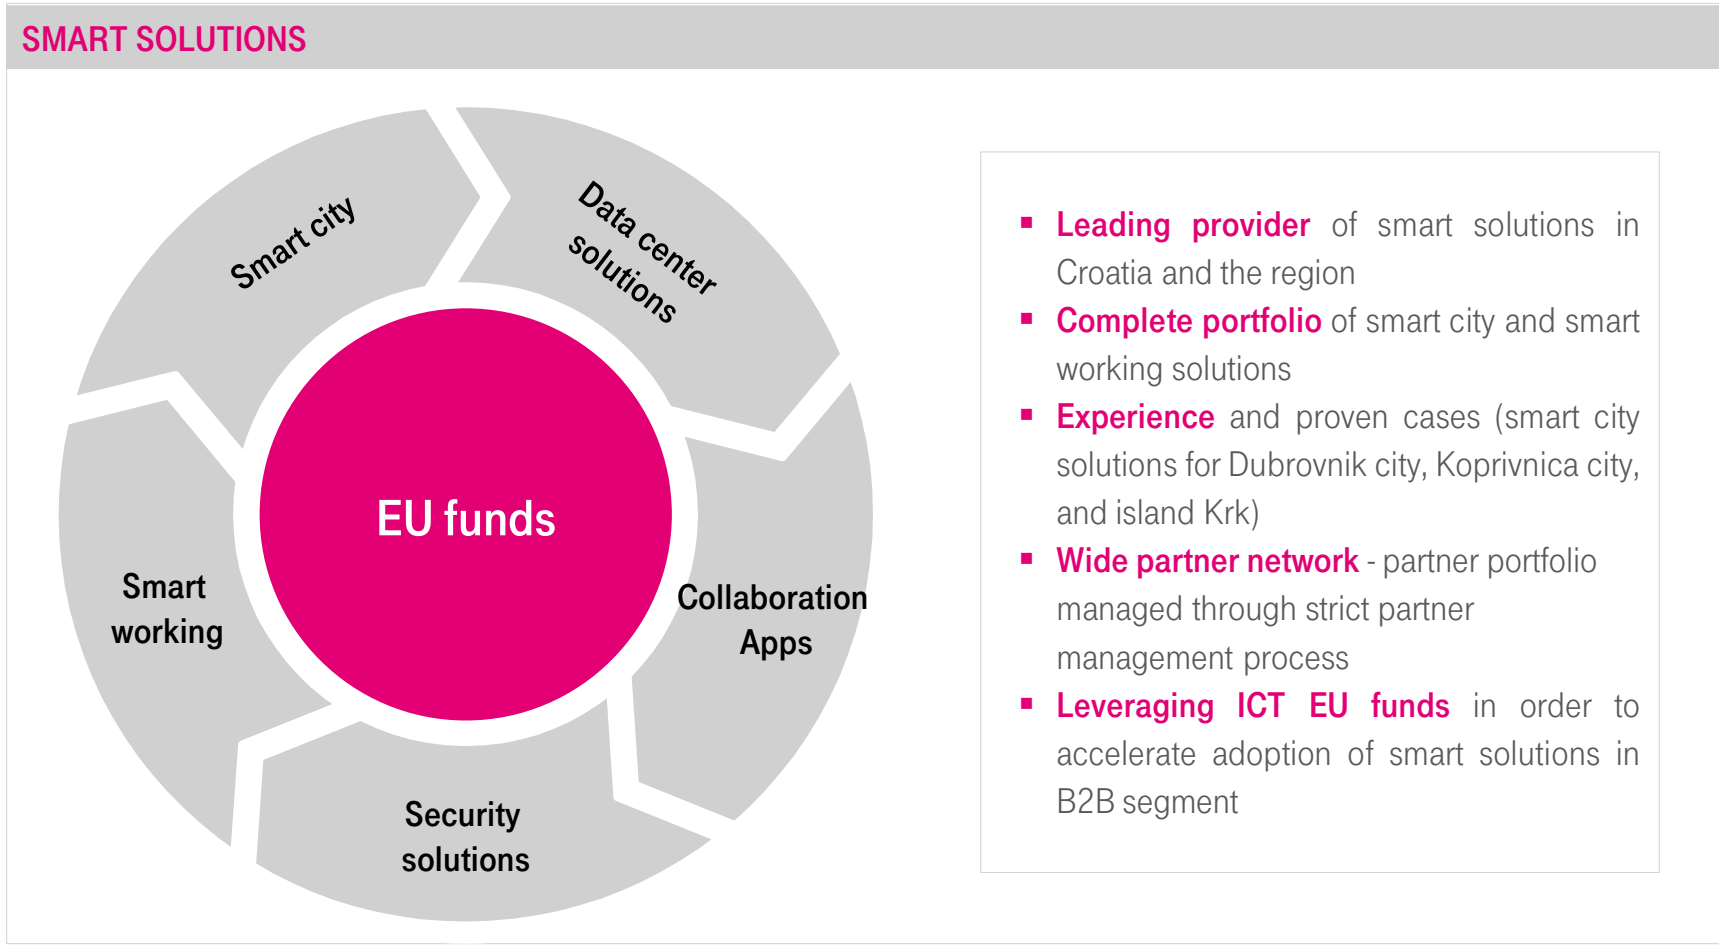 SMART SOLUTIONS
Smart city
Data center
solutions
EU funds
Smart
working
Collaboration
Apps
Security
solutions
▪ Leading provider of smart solutions in
Croatia and the region
▪ Complete portfolio of smart city and smart
working solutions
▪ Experience and proven cases (smart city
solutions for Dubrovnik city, Koprivnica city,
and island Krk)
▪ Wide partner network - partner portfolio
managed through strict partner
management process
▪ Leveraging ICT EU funds in order to
accelerate adoption of smart solutions in
B2B segment